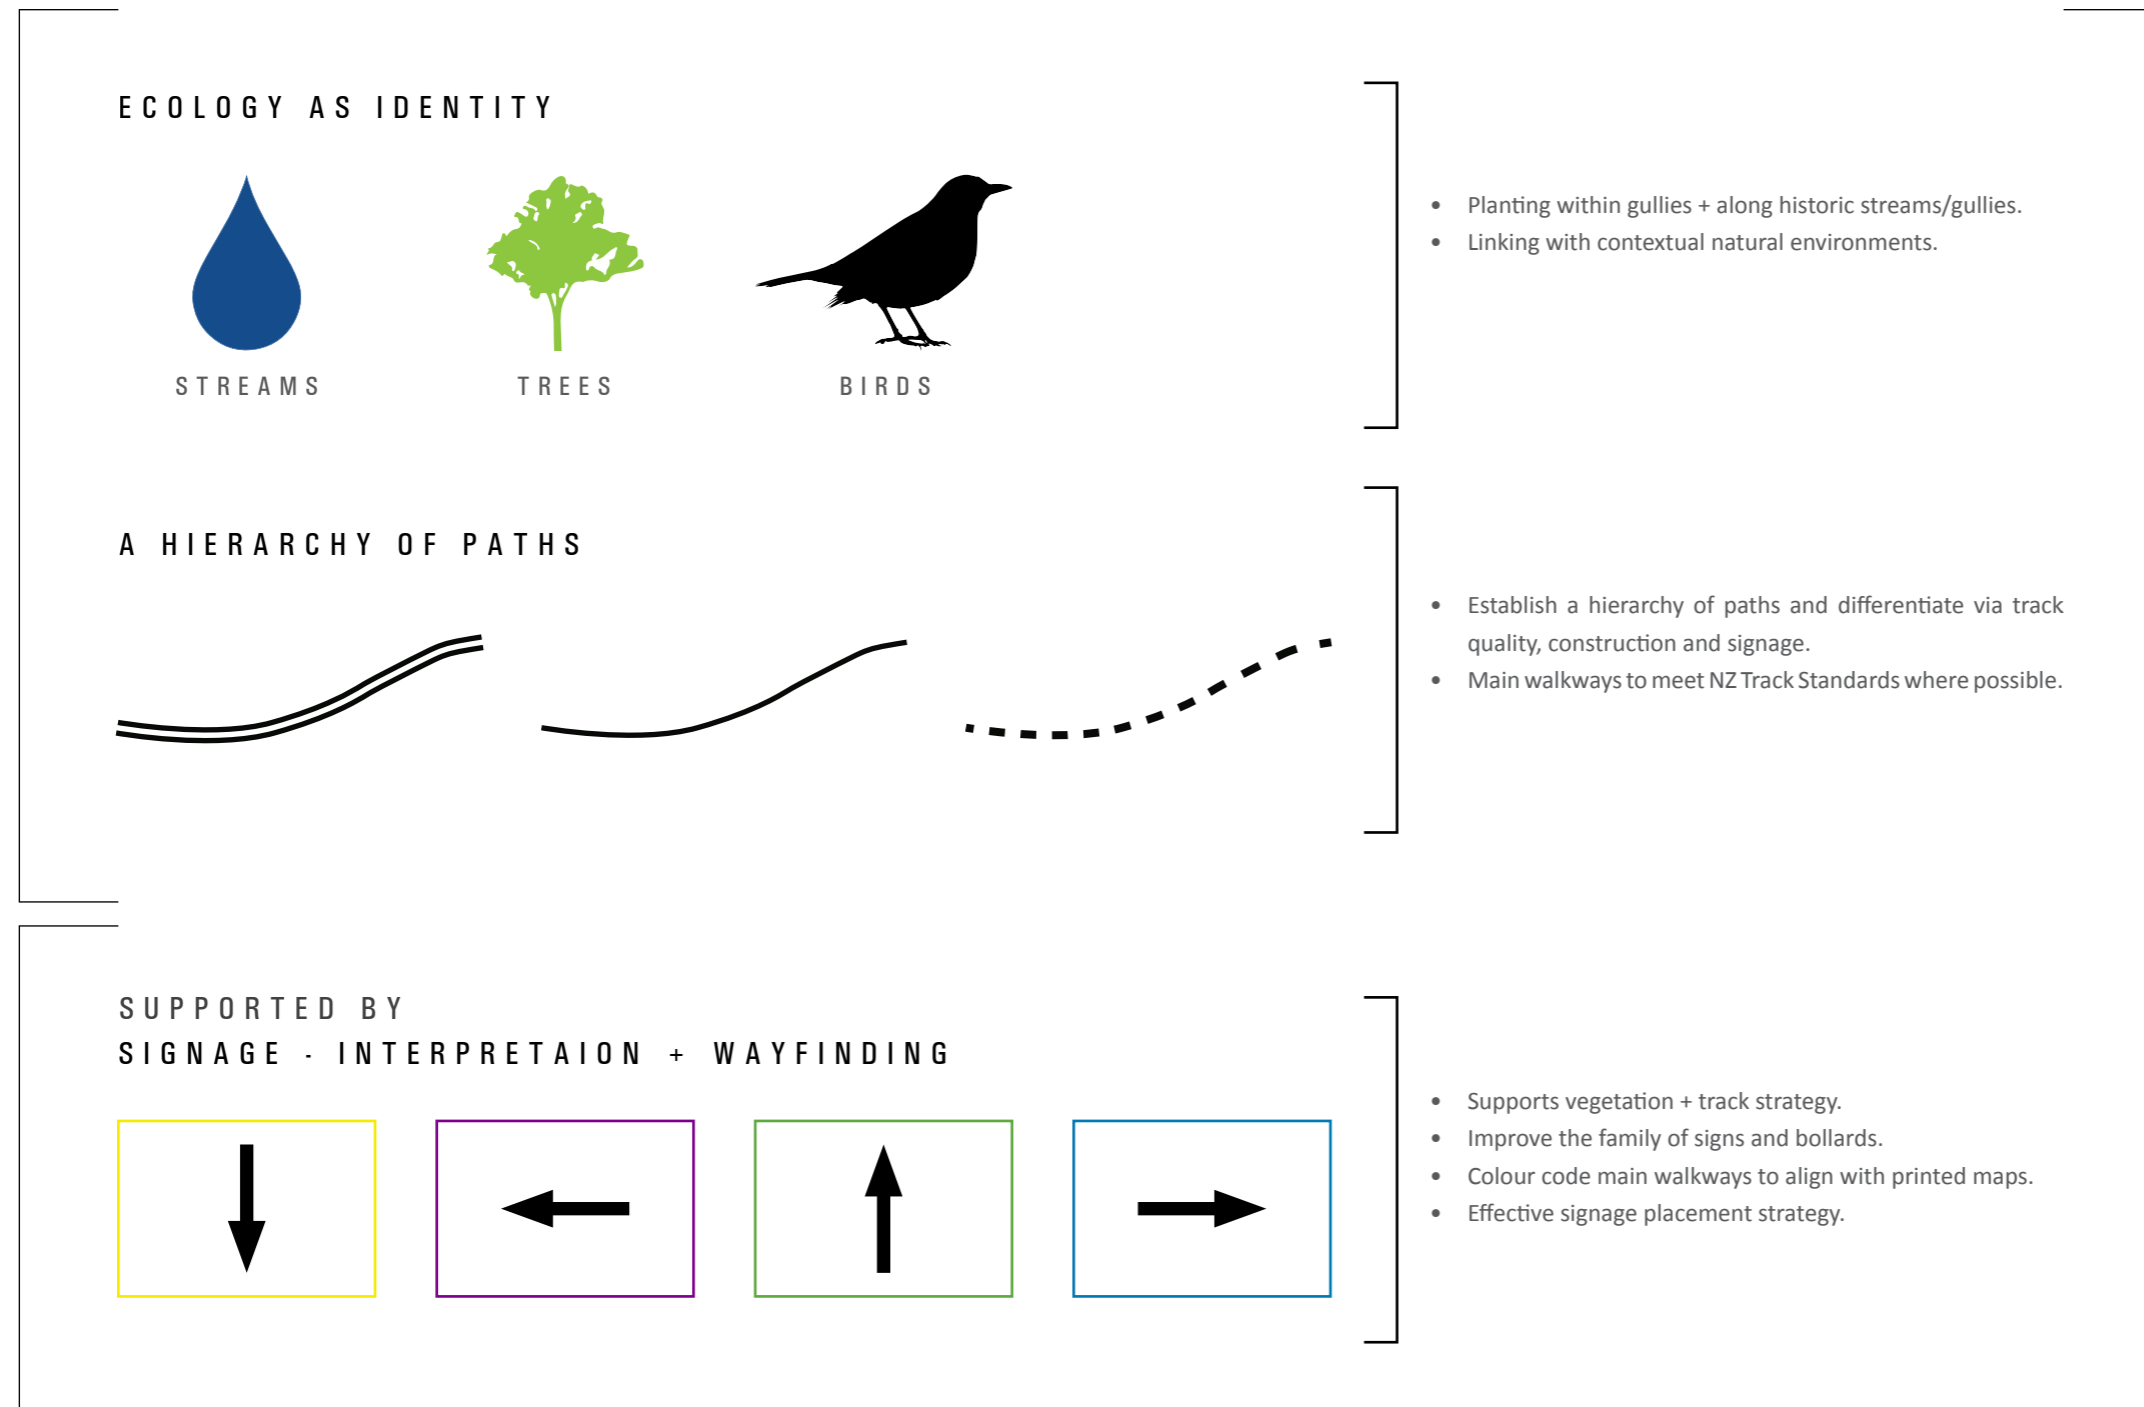 ECOLOGY AS IDENTITY
STREAMS
TREES
BIRDS
• Planting within gullies + along historic streams/gullies.
• Linking with contextual natural environments.
A HIERARCHY OF PATHS
• Establish a hierarchy of paths and differentiate via track
quality, construction and signage.
• Main walkways to meet NZ Track Standards where possible.
SUPPORTED BY
SIGNAGE · INTERPRETAION + WAYFINDING
• Supports vegetation + track strategy.
• Improve the family of signs and bollards.
• Colour code main walkways to align with printed maps.
• Effective signage placement strategy.